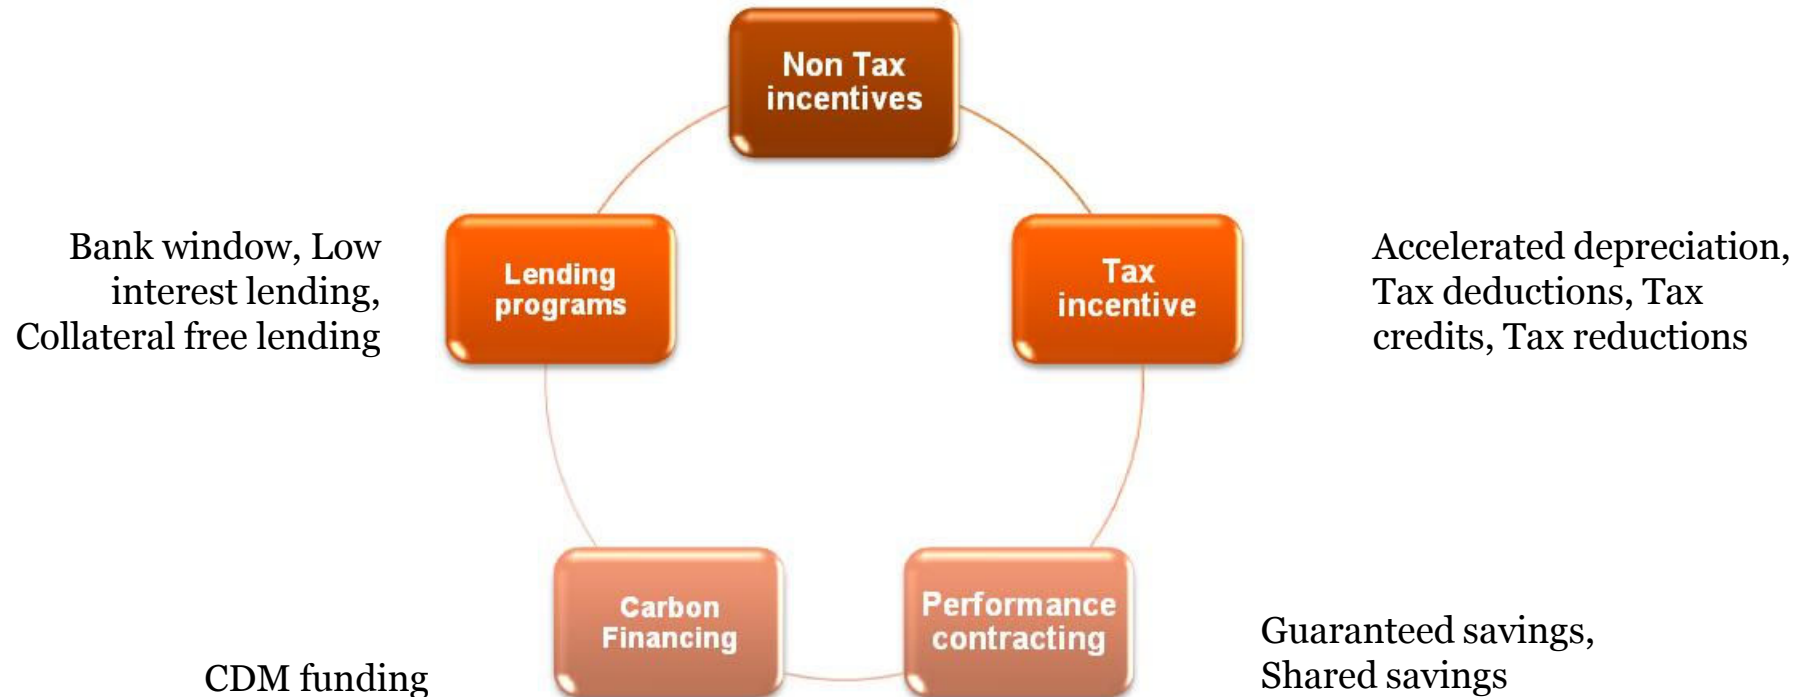 Non Tax
incentives
Bank window, Low
interest lending,
Collateral free lending
Lending
programs
Tax
incentive
Accelerated depreciation,
Tax deductions, Tax
credits, Tax reductions
Carbon
Financing
CDM funding
Performance
contracting
Guaranteed savings,
Shared savings